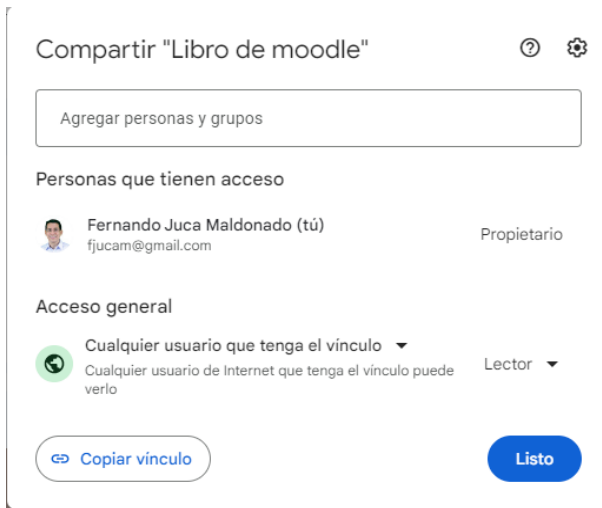 Compartir "Libro de moodle"
Agregar personas y grupos
Personas que tienen acceso
Fernando Juca Maldonado (tú)
fjucam@gmail.com
Propietario
Acceso general
Cualquier usuario que tenga el vínculo
Cualquier usuario de Internet que tenga el vínculo puede
verlo
Lector
Copiar vínculo
Listo